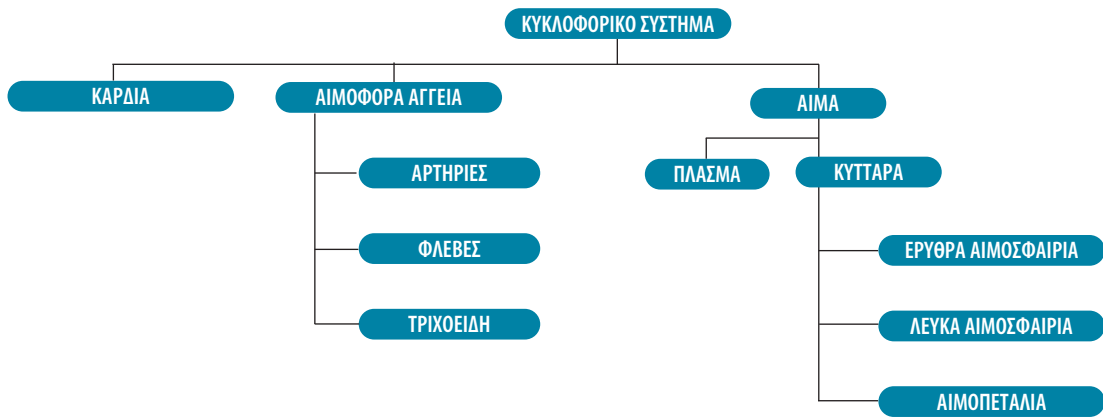 ΚΥΚΛΟΦΟΡΙΚΟ ΣΥΣΤΗΜΑ
ΚΑΡΔΙΑ
ΑΙΜΟΦΟΡΑ ΑΓΓΕΙΑ
ΑΙΜΑ
ΑΡΤΗΡΙΕΣ
ΦΛΕΒΕΣ
ΤΡΙΧΟΕΙΔΗ
ΠΛΑΣΜΑ
ΚΥΤΤΑΡΑ
ΕΡΥΘΡΑ ΑΙΜΟΣΦΑΙΡΙΑ
ΛΕΥΚΑ ΑΙΜΟΣΦΑΙΡΙΑ
ΑΙΜΟΠΕΤΑΛΙΑ